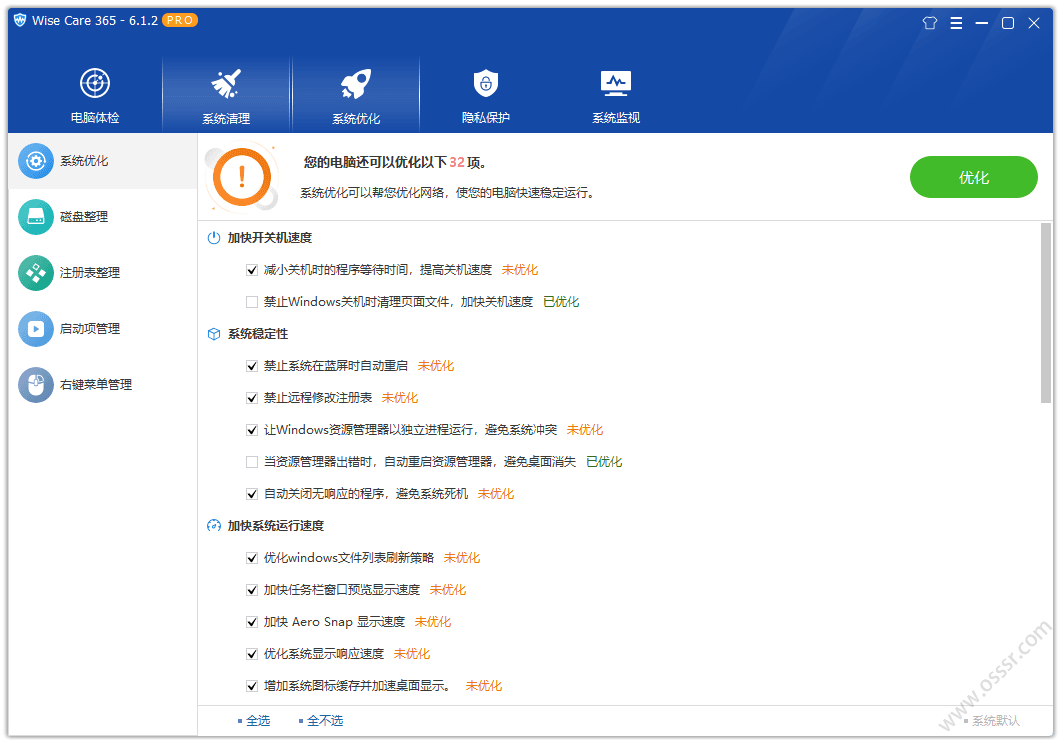 Wise Care 365 - 6.1.2 PRO
电脑体检
系统清理
系统优化
隐私保护
系统监视
系统优化
磁盘整理
注册表整理
启动项管理
右键菜单管理
您的电脑还可以优化以下 32 项。
系统优化可以帮您优化网络，使您的电脑快速稳定运行。
优化
加快开关机速度
减小关机时的程序等待时间，提高关机速度 未优化
禁止Windows关机时清理页面文件，加快关机速度 已优化
系统稳定性
禁止系统在蓝屏时自动重启 未优化
禁止远程修改注册表 未优化
让Windows资源管理器以独立进程运行，避免系统冲突 未优化
当资源管理器出错时，自动重启资源管理器，避免桌面消失 已优化
自动关闭无响应的程序，避免系统死机 未优化
加快系统运行速度
优化windows文件列表刷新策略 未优化
加快任务栏窗口预览显示速度 未优化
加快 Aero Snap 显示速度 未优化
优化系统显示响应速度 未优化
增加系统图标缓存并加速桌面显示。 未优化
全选
全不选
系统默认
www.osssr.com